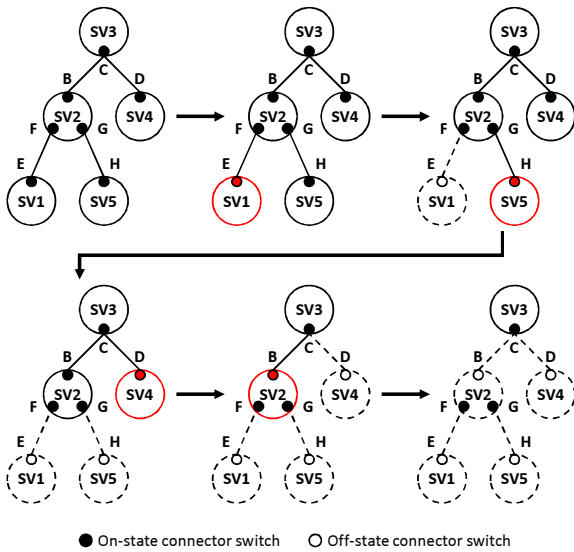 SV3 SV3 SV3
B C D B C D B C D
F SV2 G SV4 F SV2 G SV4 F SV2 G SV4
E H E H E H
SV1 SV5 SV1 SV5 SV1 SV5
SV3 SV3 SV3
B C D B C D B C D
F SV2 G SV4 F SV2 G SV4 F SV2 G SV4
E H E H E H
SV1 SV5 SV1 SV5 SV1 SV5
On-state connector switch Off-state connector switch